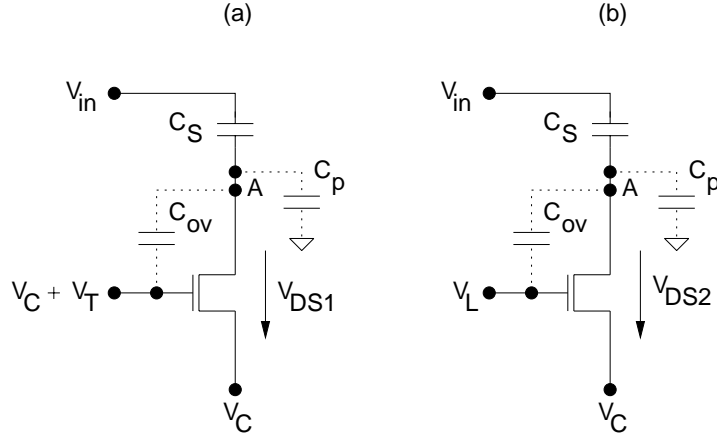 (a) (b)
V_in V_in
C_S C_S
C_p C_p
A A
C_ov C_ov
V_C + V_T V_DS1 V_L V_DS2
V_C V_C